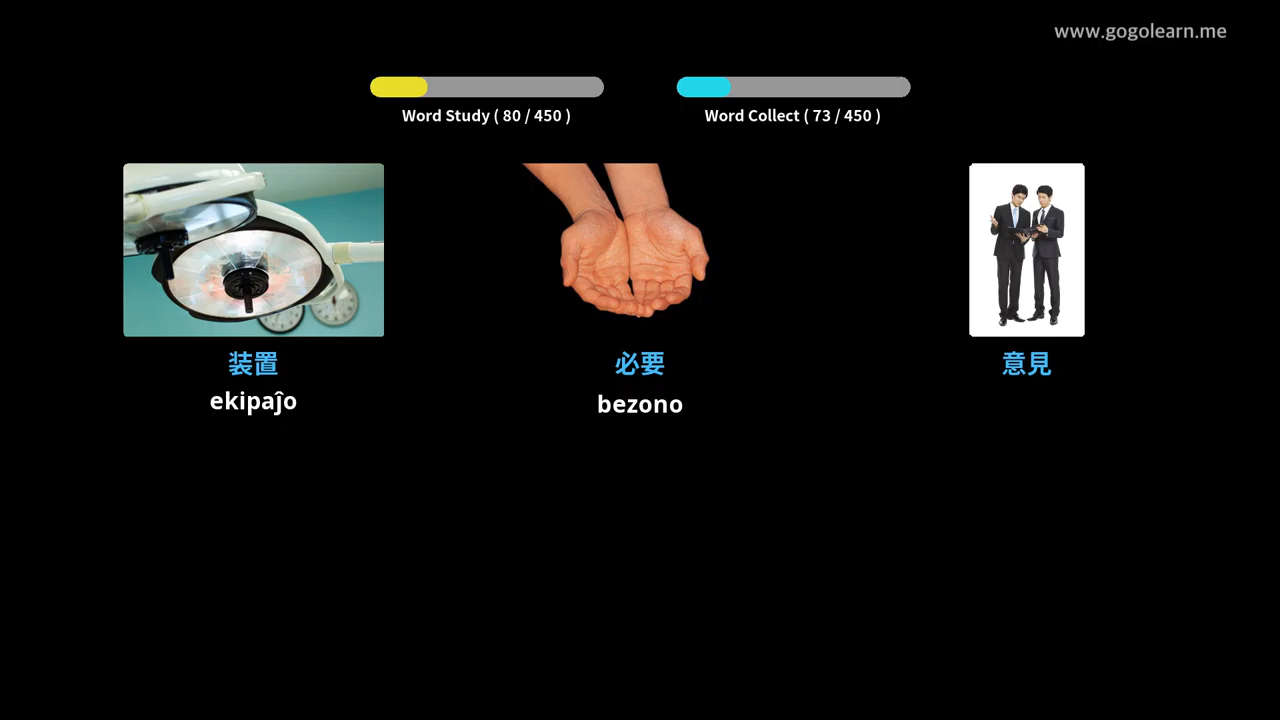 www.gogolearn.me
Word Study ( 80 / 450 )
Word Collect ( 73 / 450 )
装置
必要
意見
ekipaĵo
bezono